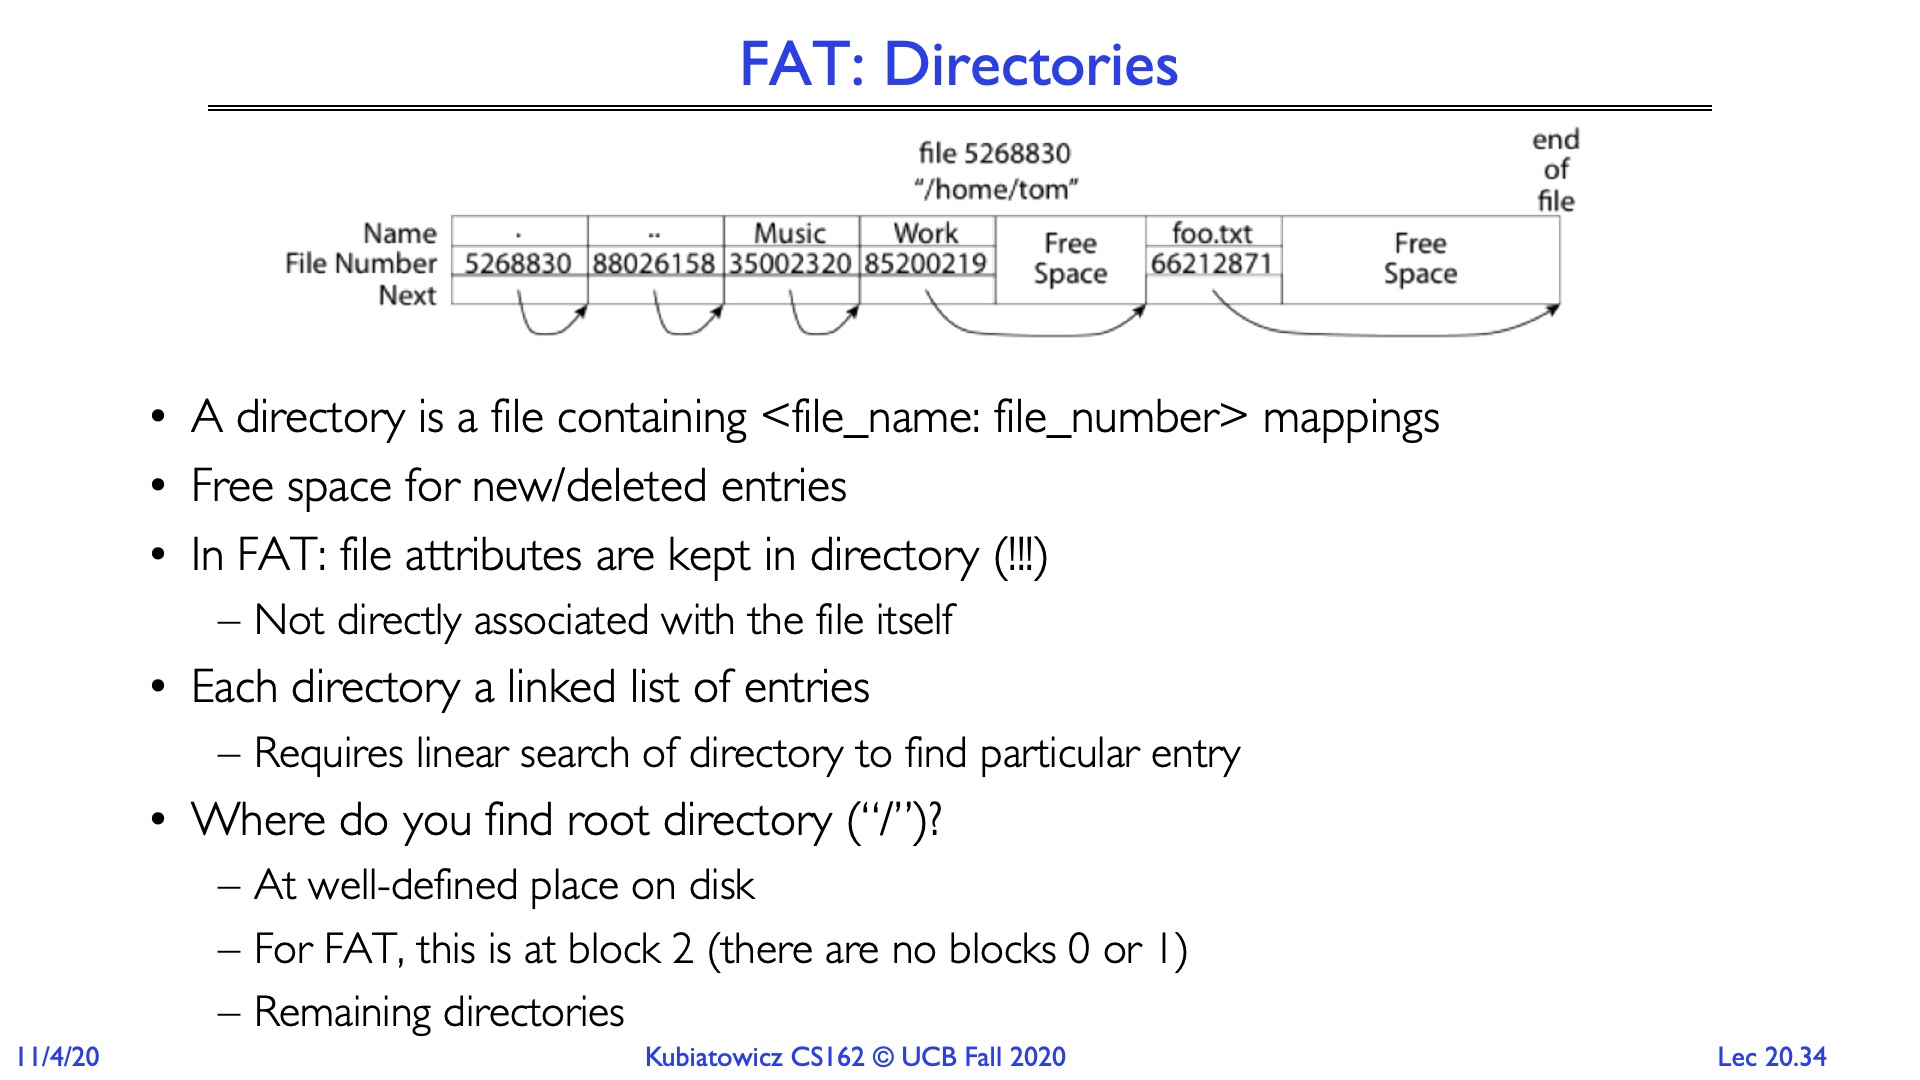 FAT: Directories
file 5268830
“/home/tom”
end
of
file
Name . .. Music Work Free Space foo.txt Free Space
File Number 5268830 88026158 35002320 85200219 66212871
Next
• A directory is a file containing <file_name: file_number> mappings
• Free space for new/deleted entries
• In FAT: file attributes are kept in directory (!!!)
– Not directly associated with the file itself
• Each directory a linked list of entries
– Requires linear search of directory to find particular entry
• Where do you find root directory (“/”)?
– At well-defined place on disk
– For FAT, this is at block 2 (there are no blocks 0 or 1)
– Remaining directories
11/4/20 Kubiatowicz CS162 © UCB Fall 2020 Lec 20.34